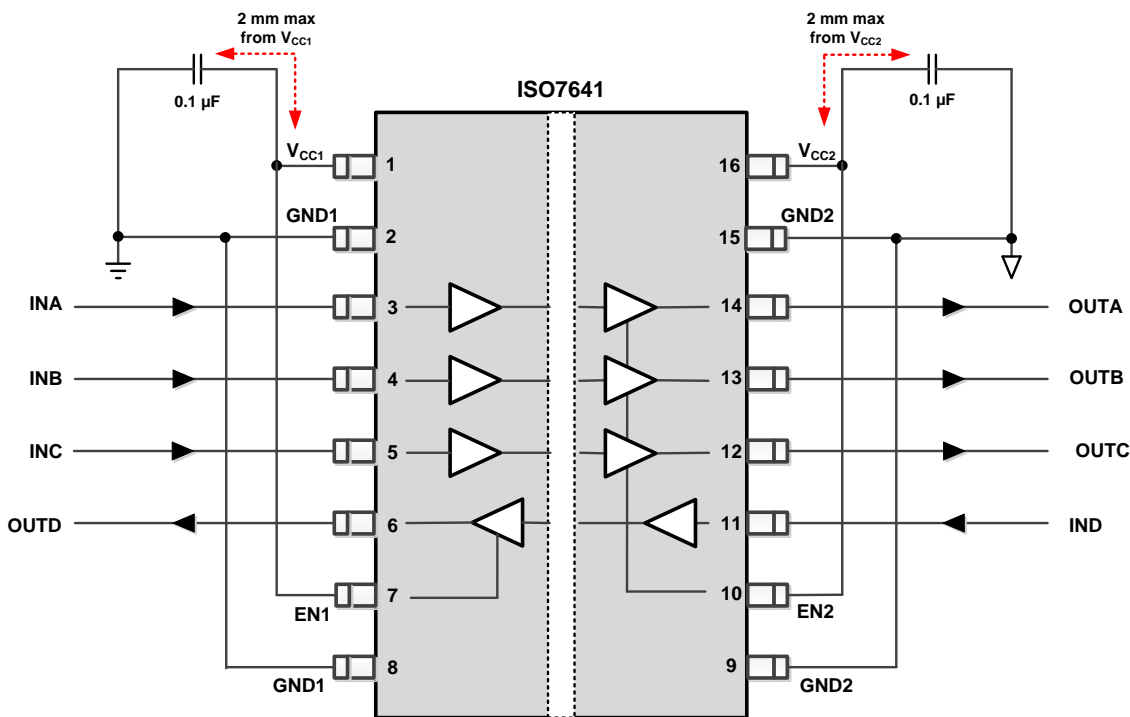 2 mm max
from VCC1
2 mm max
from VCC2
0.1 µF
0.1 µF
ISO7641
VCC1
1
16
VCC2
GND1
2
15
GND2
INA
3
14
OUTA
INB
4
13
OUTB
INC
5
12
OUTC
OUTD
6
11
IND
7
10
EN1
EN2
8
9
GND1
GND2